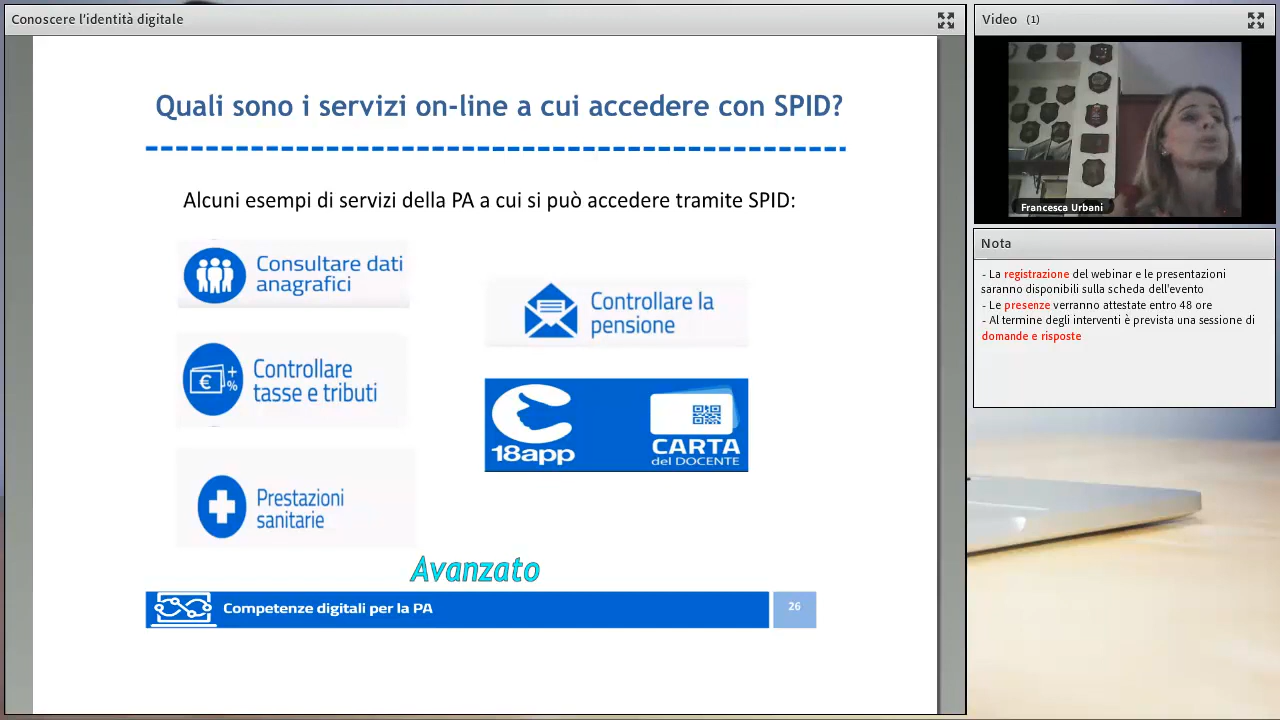 Conoscere l'identità digitale
Quali sono i servizi on-line a cui accedere con SPID?
Alcuni esempi di servizi della PA a cui si può accedere tramite SPID:
Consultare dati
anagrafici
Controllare
tasse e tributi
Prestazioni
sanitarie
Controllare la
pensione
18app
CARTA
del DOCENTE
Avanzato
Competenze digitali per la PA
26
Video (1)
Francesca Urbani
Nota
- La registrazione del webinar e le presentazioni
saranno disponibili sulla scheda dell'evento
- Le presenze verranno attestate entro 48 ore
- Al termine degli interventi è prevista una sessione di
domande e risposte